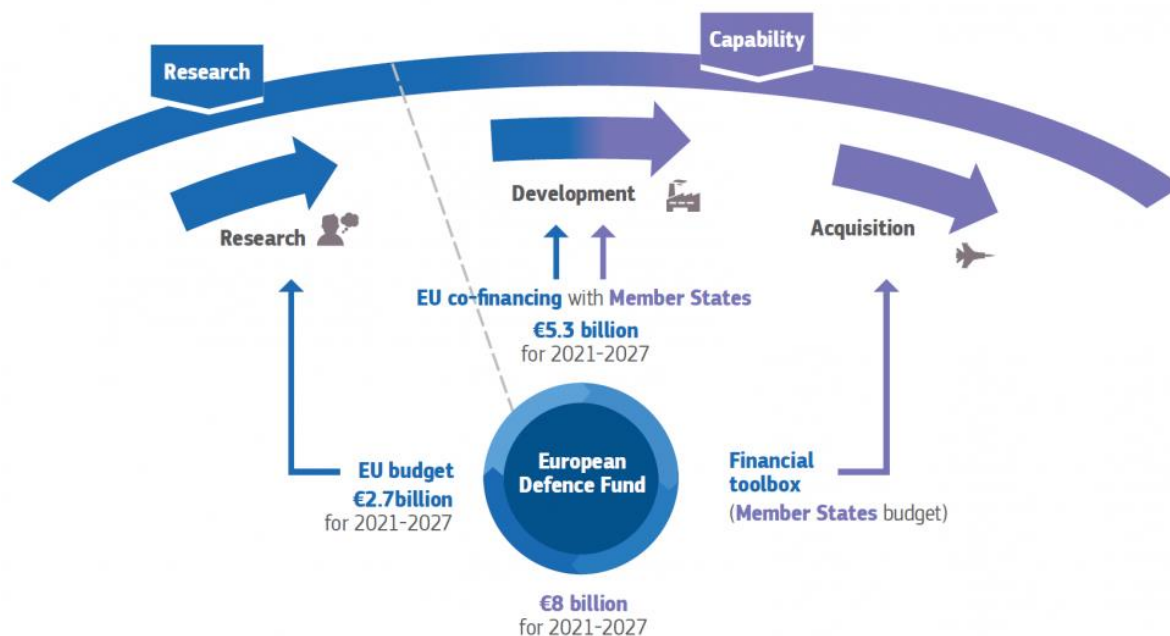 Research
Capability
Research
Development
Acquisition
EU co-financing with Member States
€5.3 billion
for 2021-2027
EU budget
€2.7billion
for 2021-2027
European
Defence Fund
Financial
toolbox
(Member States budget)
€8 billion
for 2021-2027